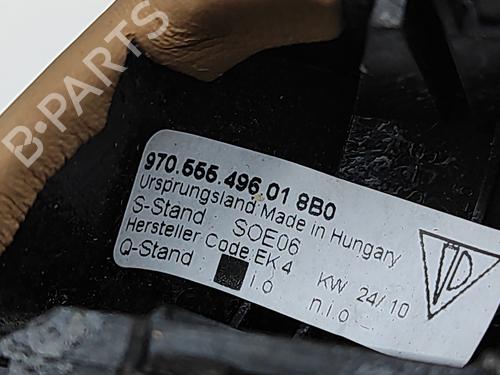 B-PARTS
970.555.496.01 8B0
Ursprungsland Made in Hungary
S-Stand : SOE06
Hersteller Code: EK 4 KW 24/10
Q-Stand : i.o n.i.o